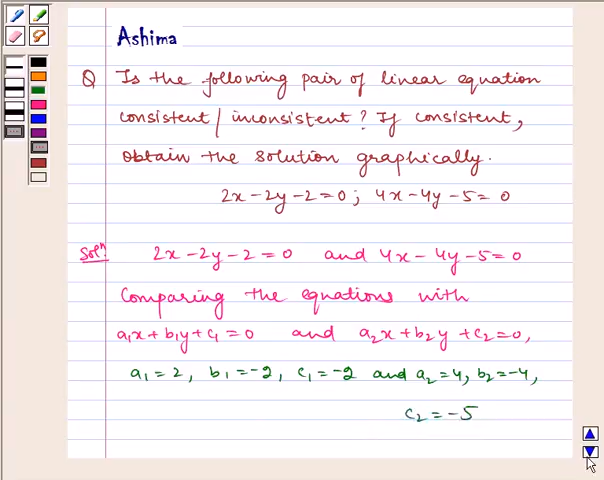 Ashima
Q Is the following pair of linear equation
consistent / inconsistent? If consistent,
obtain the solution graphically.
2x-2y-2=0; 4x-4y-5=0
Solⁿ 2x-2y-2=0 and 4x-4y-5=0
Comparing the equations with
a₁x+b₁y+c₁=0 and a₂x+b₂y+c₂=0,
a₁=2, b₁=-2, c₁=-2 and a₂=4, b₂=-4,
c₂=-5